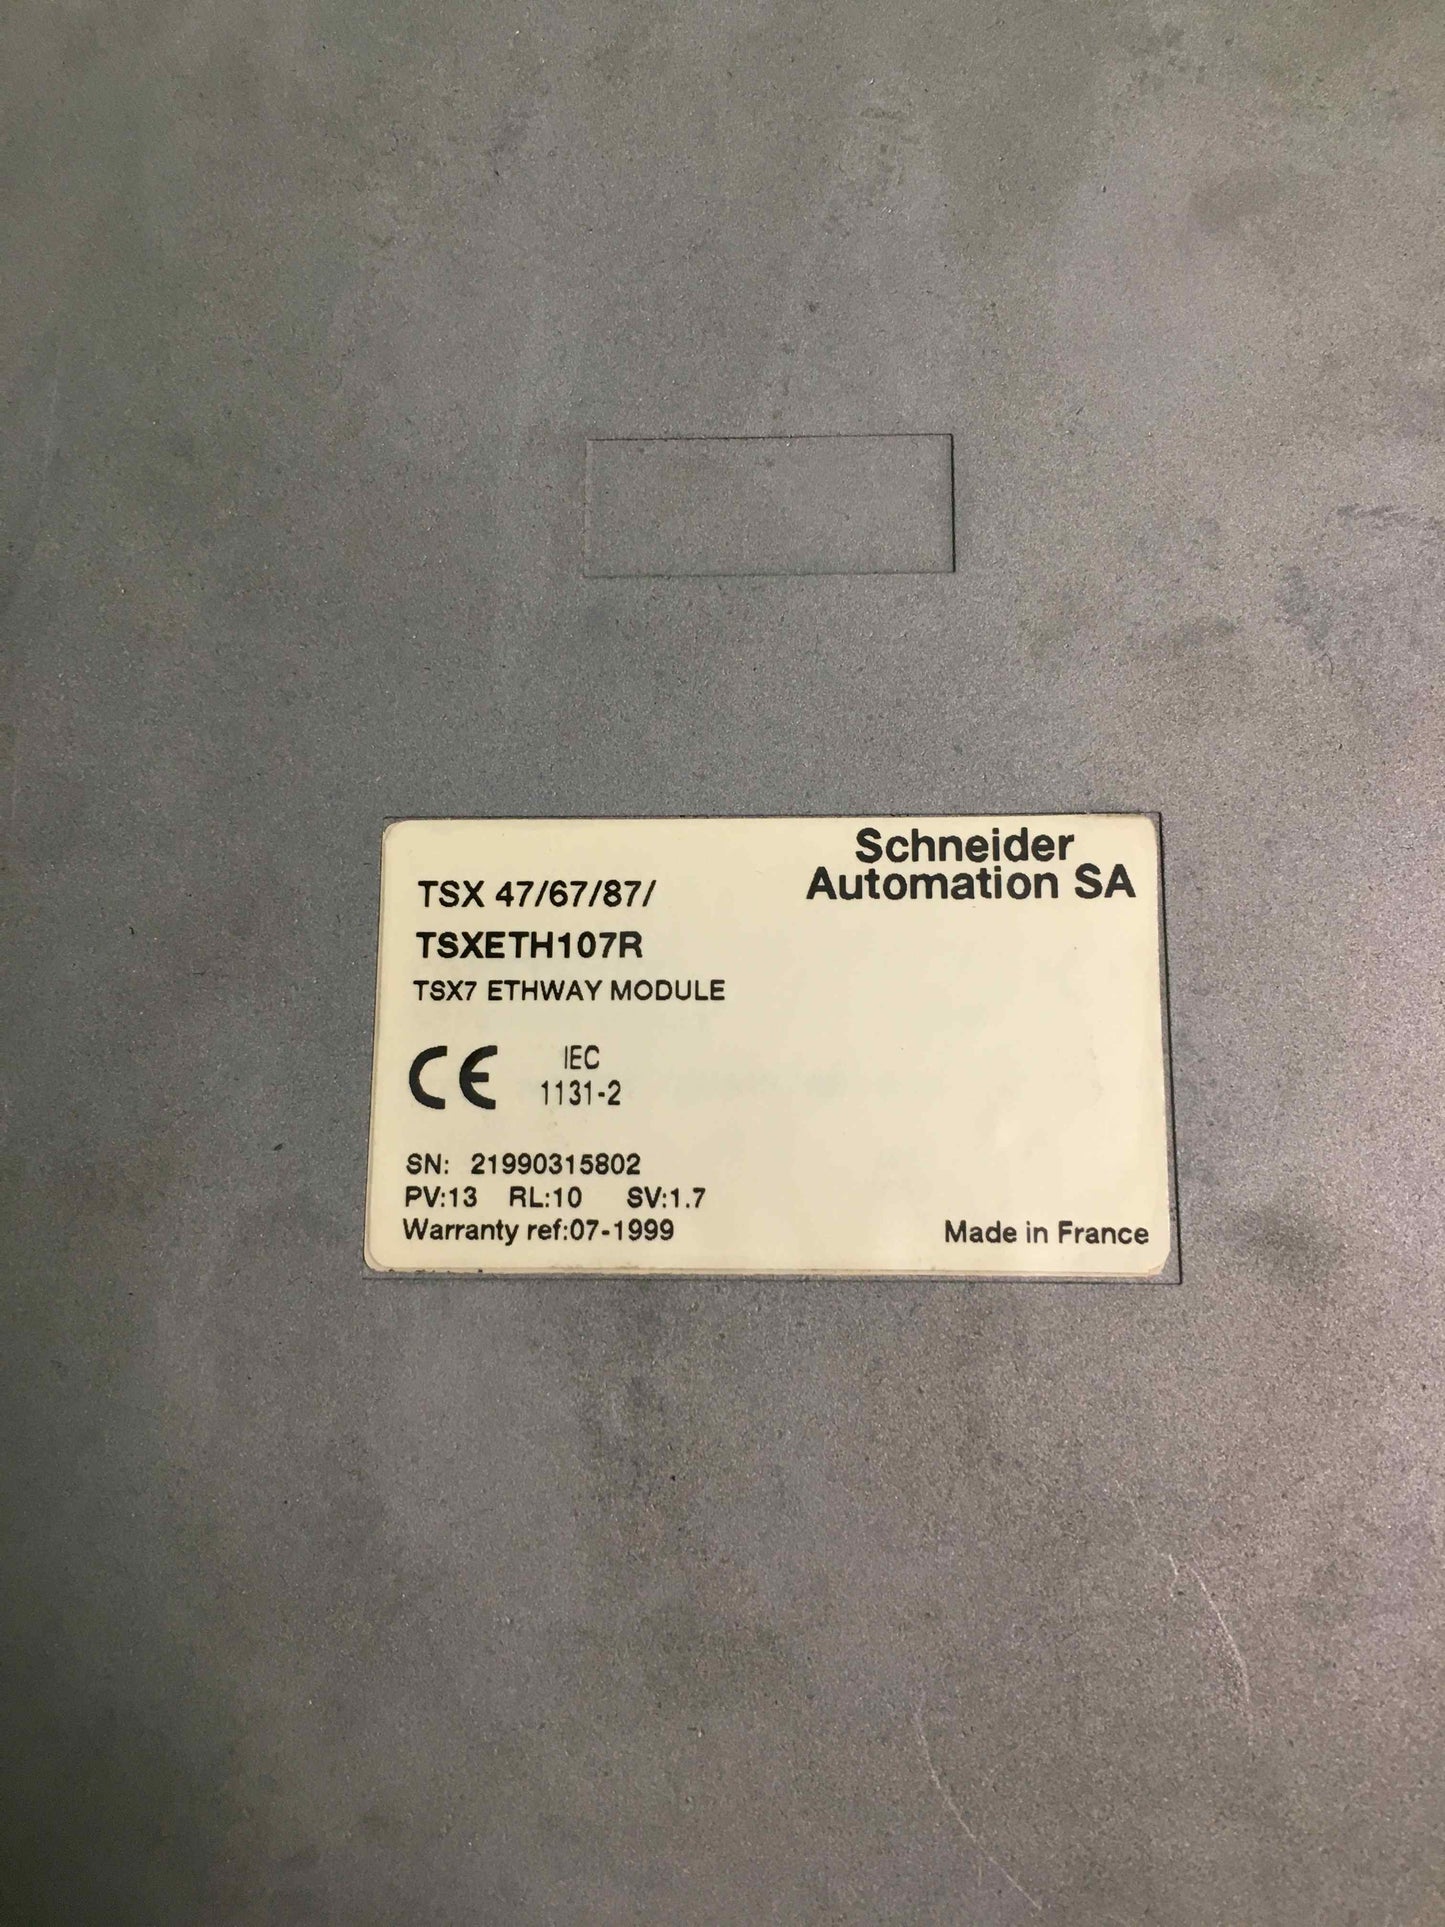 Schneider
Automation SA
TSX 47/67/87/
TSXETH107R
TSX7 ETHWAY MODULE
CE IEC
1131-2
SN: 21990315802
PV:13 RL:10 SV:1.7
Warranty ref:07-1999
Made in France